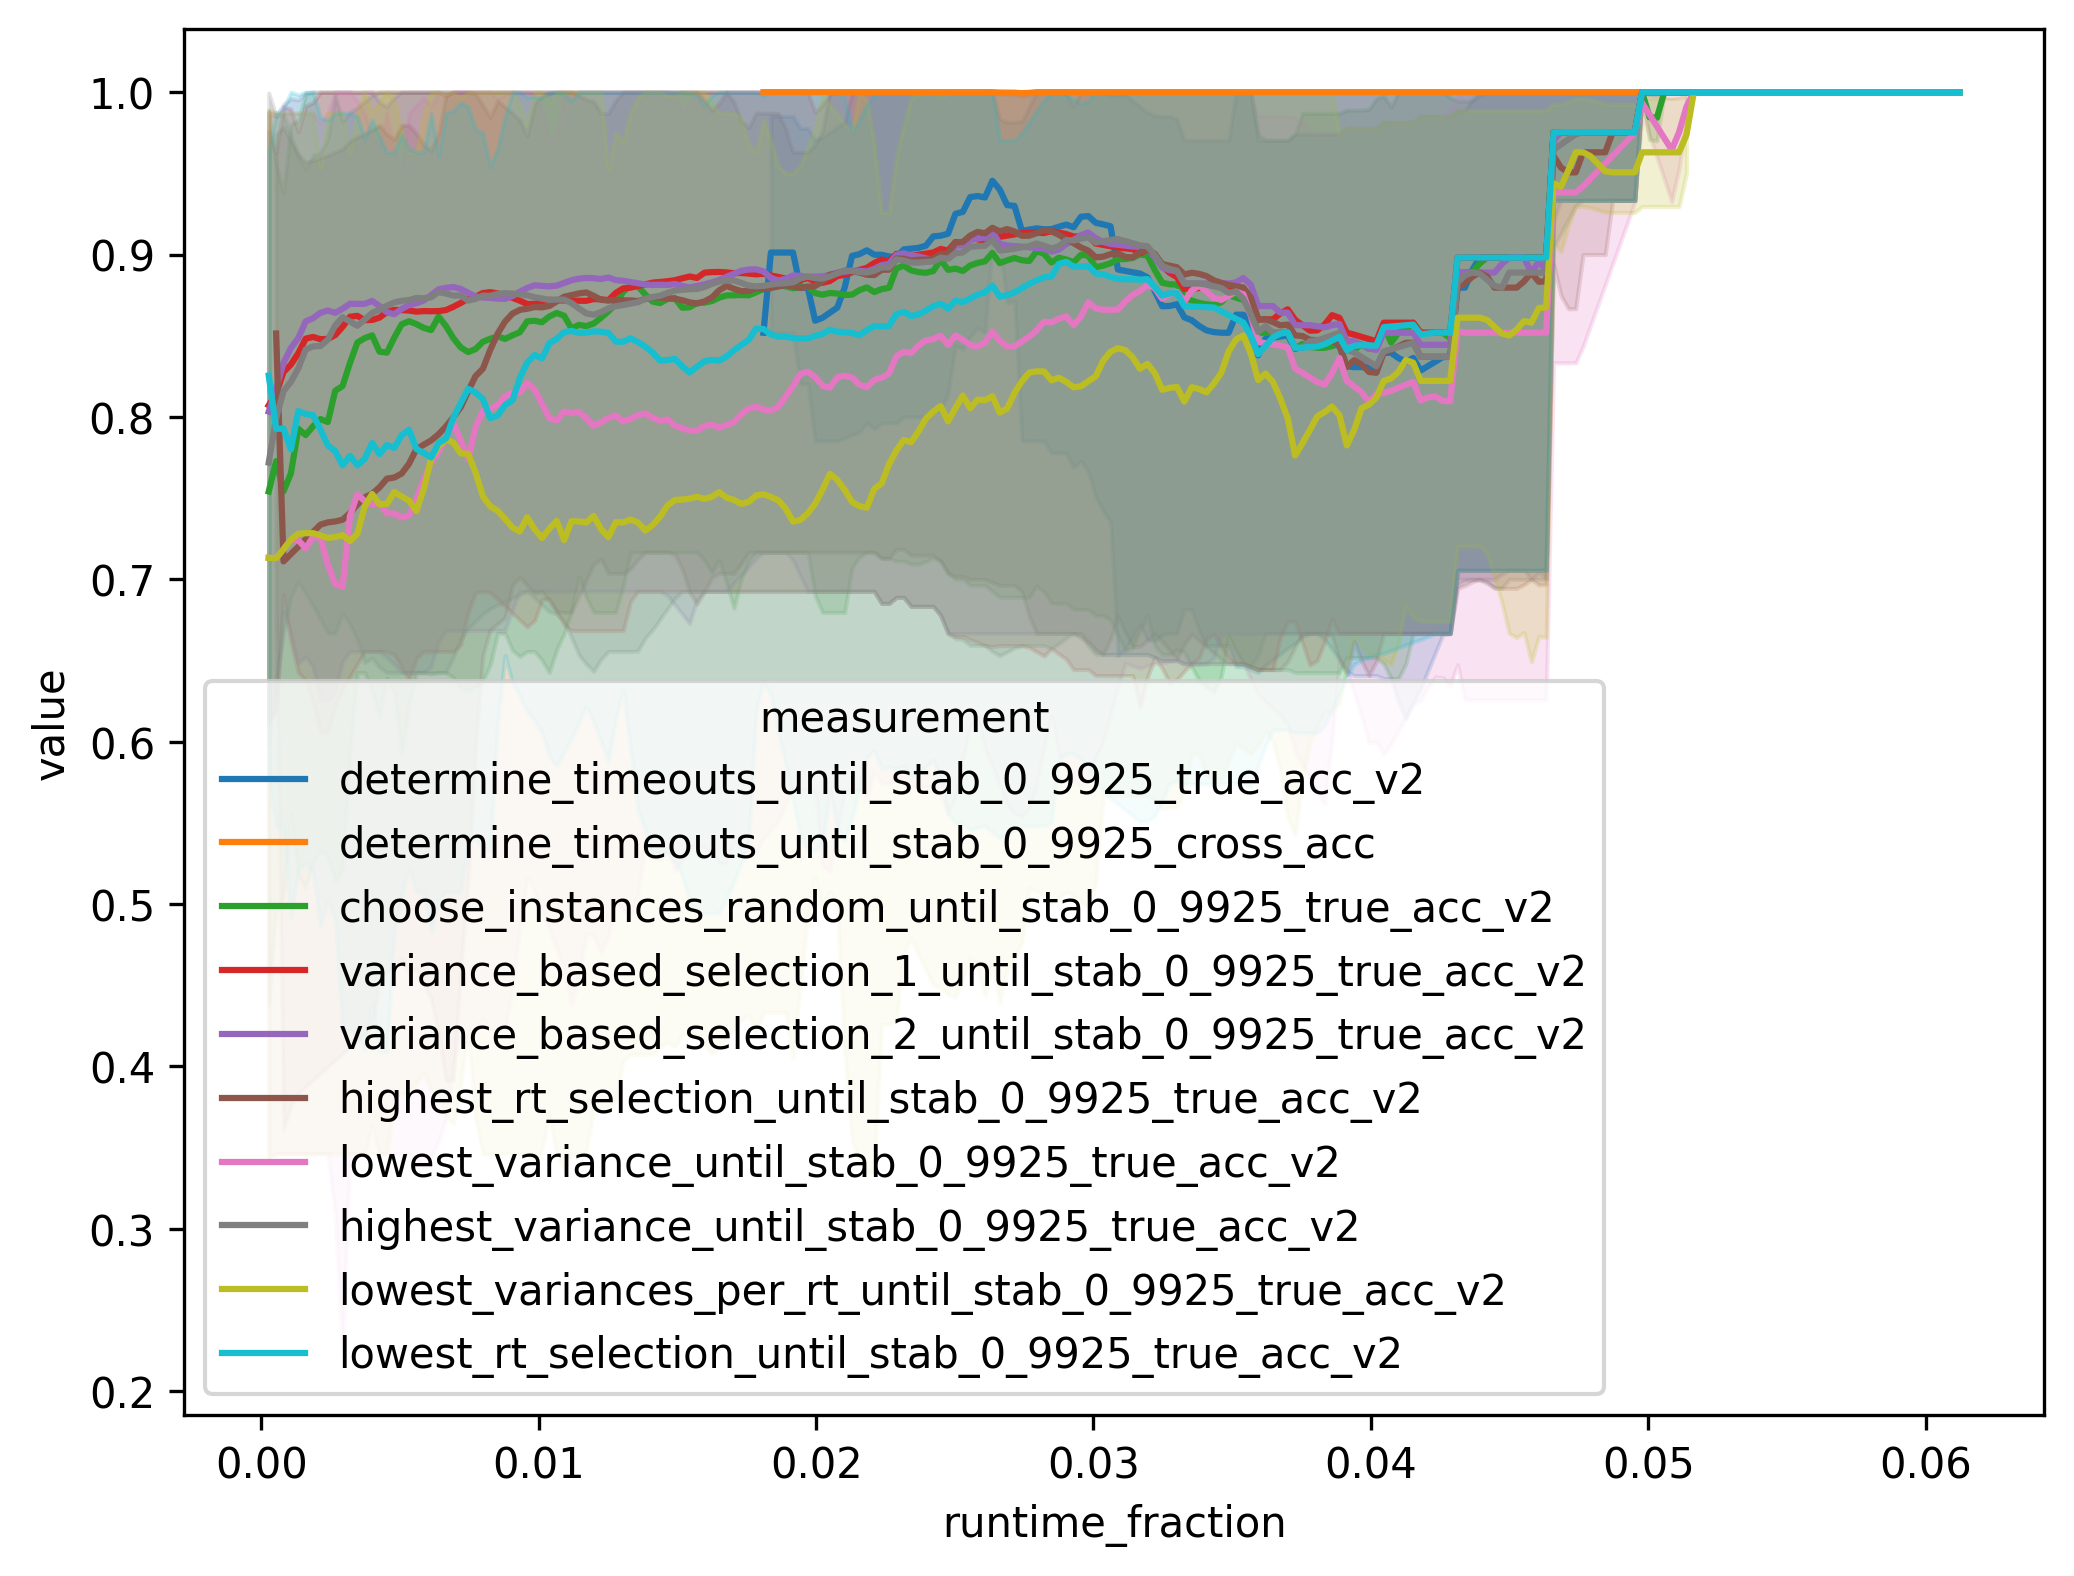 1.0
0.9
0.8
0.7
0.6
0.5
0.4
0.3
0.2
value
measurement
determine_timeouts_until_stab_0_9925_true_acc_v2
determine_timeouts_until_stab_0_9925_cross_acc
choose_instances_random_until_stab_0_9925_true_acc_v2
variance_based_selection_1_until_stab_0_9925_true_acc_v2
variance_based_selection_2_until_stab_0_9925_true_acc_v2
highest_rt_selection_until_stab_0_9925_true_acc_v2
lowest_variance_until_stab_0_9925_true_acc_v2
highest_variance_until_stab_0_9925_true_acc_v2
lowest_variances_per_rt_until_stab_0_9925_true_acc_v2
lowest_rt_selection_until_stab_0_9925_true_acc_v2
0.00 0.01 0.02 0.03 0.04 0.05 0.06
runtime_fraction